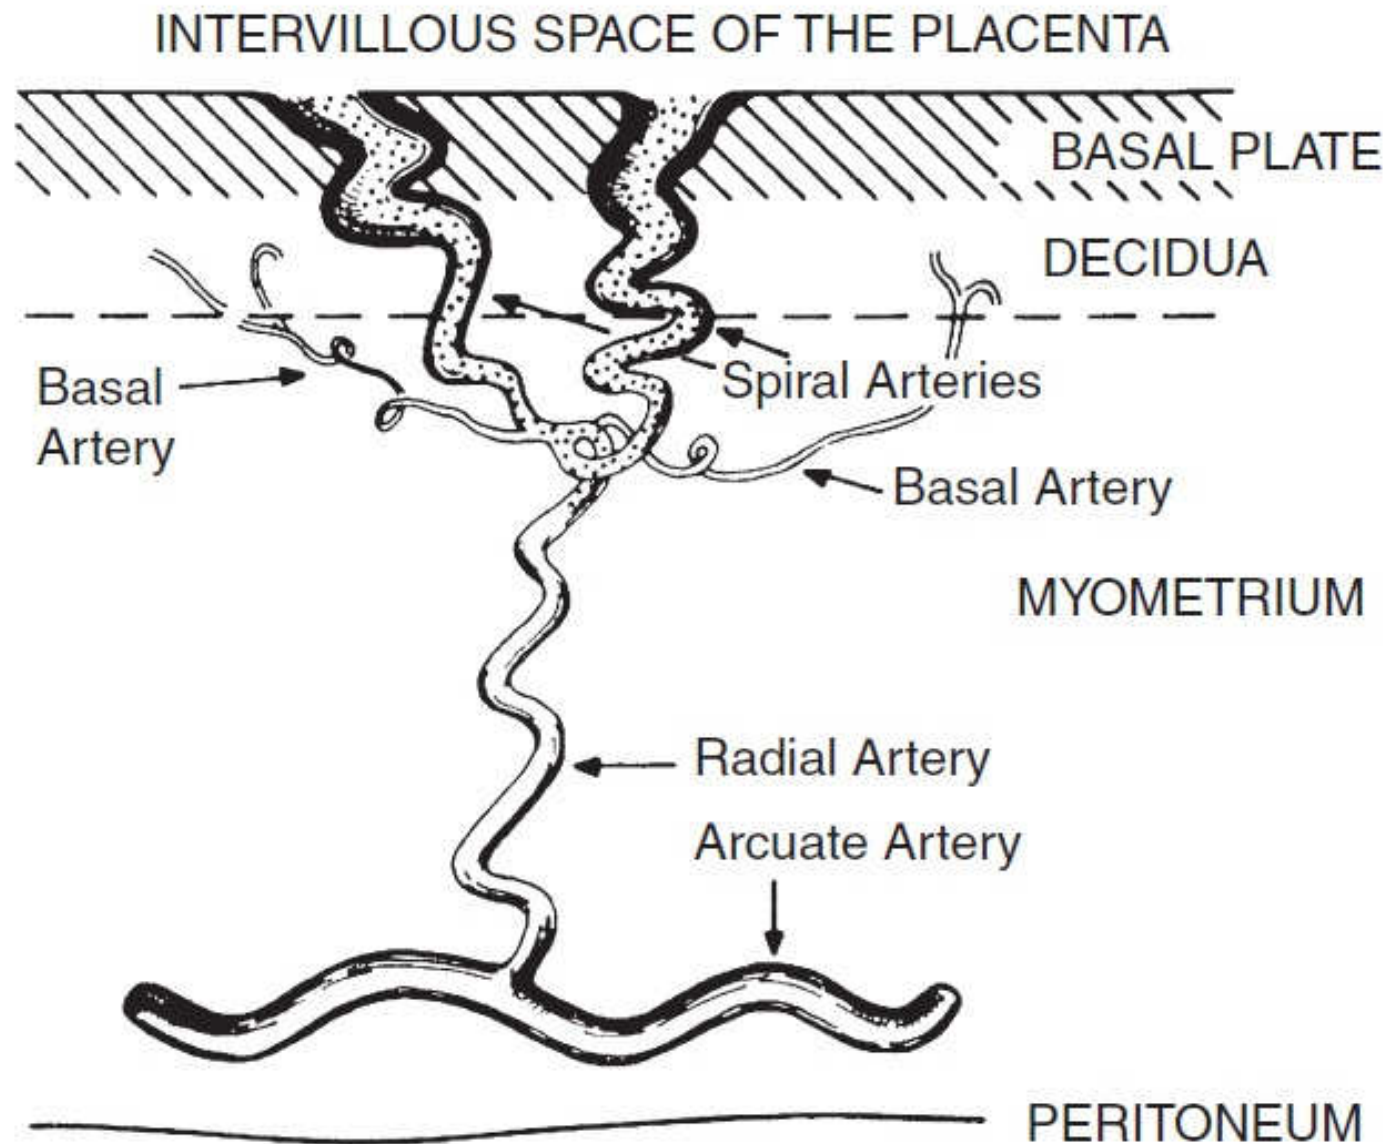 INTERVILLOUS SPACE OF THE PLACENTA
BASAL PLATE
DECIDUA
Basal
Artery
Spiral Arteries
Basal Artery
MYOMETRIUM
Radial Artery
Arcuate Artery
PERITONEUM